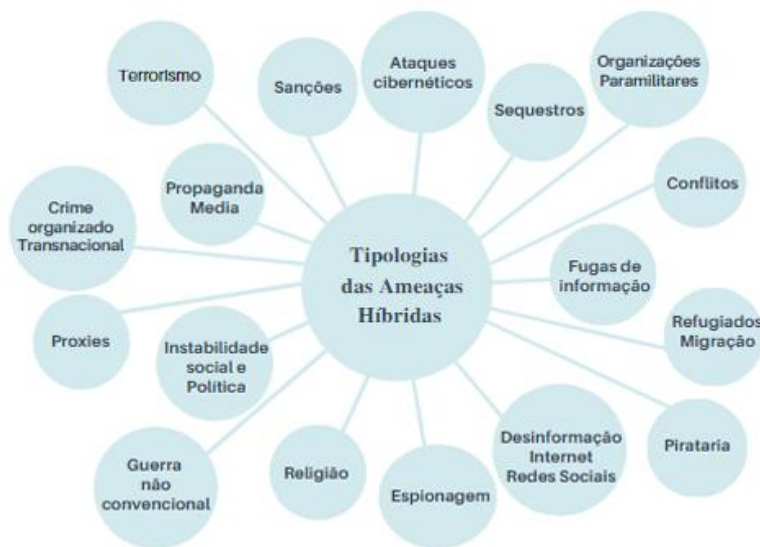 Terrorismo
Sanções
Ataques
cibernéticos
Sequestros
Organizações
Paramilitares
Propaganda
Media
Conflitos
Crime
organizado
Transnacional
Tipologias
das Ameaças
Híbridas
Fugas de
informação
Proxies
Instabilidade
social e
Política
Refugiados
Migração
Guerra
não
convencional
Religião
Espionagem
Desinformação
Internet
Redes Sociais
Pirataria